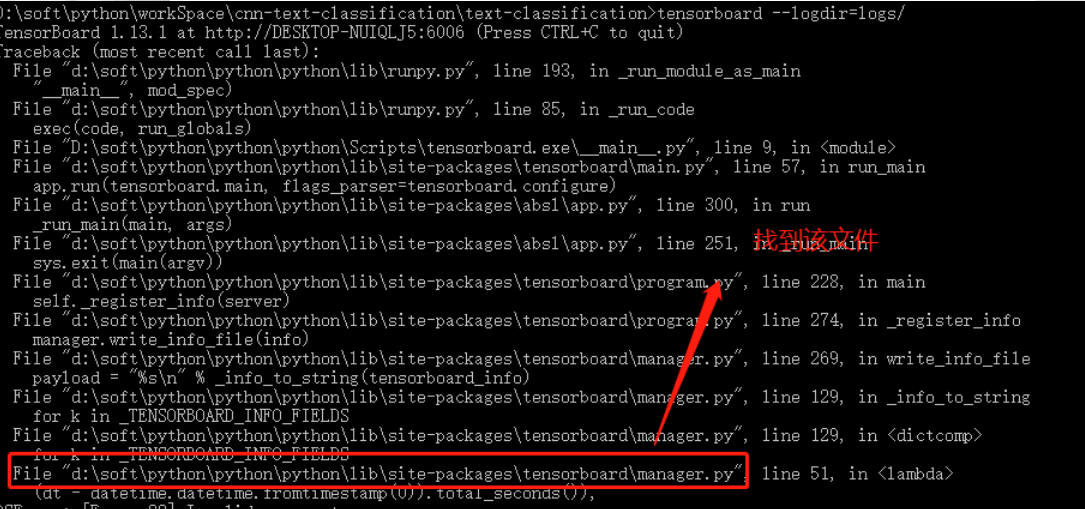 D:\soft\python\workSpace\cnn-text-classification\text-classification>tensorboard --logdir=logs/
TensorBoard 1.13.1 at http://DESKTOP-NUIQLJ5:6006 (Press CTRL+C to quit)
Traceback (most recent call last):
File "d:\soft\python\python\python\lib\runpy.py", line 193, in _run_module_as_main
"__main__", mod_spec)
File "d:\soft\python\python\python\lib\runpy.py", line 85, in _run_code
exec(code, run_globals)
File "D:\soft\python\python\python\Scripts\tensorboard.exe\__main__.py", line 9, in <module>
File "d:\soft\python\python\python\lib\site-packages\tensorboard\main.py", line 57, in run_main
app.run(tensorboard.main, flags_parser=tensorboard.configure)
File "d:\soft\python\python\python\lib\site-packages\absl\app.py", line 300, in run
_run_main(main, args)
File "d:\soft\python\python\python\lib\site-packages\absl\app.py", line 251, in _run_main
找到该文件
sys.exit(main(argv))
File "d:\soft\python\python\python\lib\site-packages\tensorboard\program.py", line 228, in main
self._register_info(server)
File "d:\soft\python\python\python\lib\site-packages\tensorboard\program.py", line 274, in _register_info
manager.write_info_file(info)
File "d:\soft\python\python\python\lib\site-packages\tensorboard\manager.py", line 269, in write_info_file
payload = "%s\n" % _info_to_string(tensorboard_info)
File "d:\soft\python\python\python\lib\site-packages\tensorboard\manager.py", line 129, in _info_to_string
for k in _TENSORBOARD_INFO_FIELDS
File "d:\soft\python\python\python\lib\site-packages\tensorboard\manager.py", line 129, in <dictcomp>
for k in _TENSORBOARD_INFO_FIELDS
File "d:\soft\python\python\python\lib\site-packages\tensorboard\manager.py", line 51, in <lambda>
(dt - datetime.datetime.fromtimestamp(0)).total_seconds()),